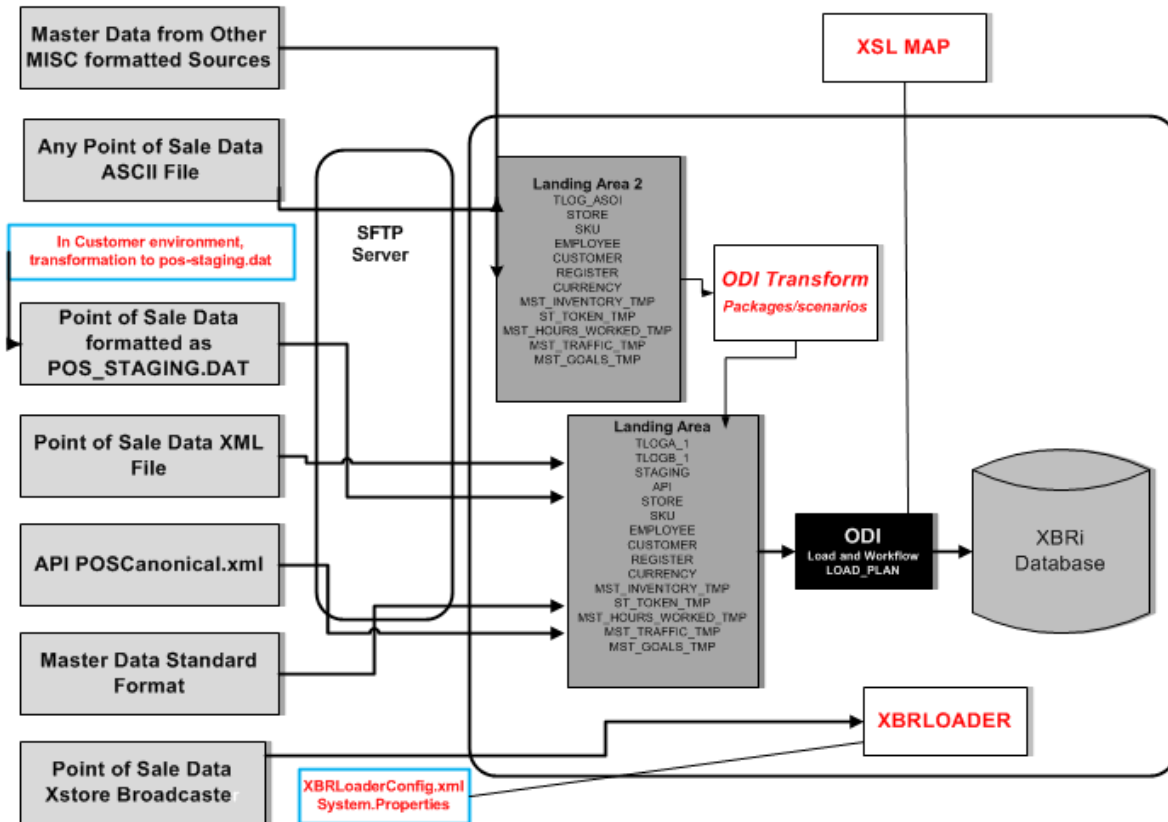 Master Data from Other
MISC formatted Sources
XSL MAP
Any Point of Sale Data
ASCII File
In Customer environment,
transformation to pos-staging.dat
SFTP
Server
Landing Area 2
TLOG_ASOI
STORE
SKU
EMPLOYEE
CUSTOMER
REGISTER
CURRENCY
MST_INVENTORY_TMP
ST_TOKEN_TMP
MST_HOURS_WORKED_TMP
MST_TRAFFIC_TMP
MST_GOALS_TMP
ODI Transform
Packages/scenarios
Point of Sale Data
formatted as
POS_STAGING.DAT
Point of Sale Data XML
File
API POSCanonical.xml
Master Data Standard
Format
Landing Area
TLOGA_1
TLOGB_1
STAGING
API
STORE
SKU
EMPLOYEE
CUSTOMER
REGISTER
CURRENCY
MST_INVENTORY_TMP
ST_TOKEN_TMP
MST_HOURS_WORKED_TMP
MST_TRAFFIC_TMP
MST_GOALS_TMP
ODI
Load and Workflow
LOAD_PLAN
XBRi
Database
XBRLOADER
Point of Sale Data
Xstore Broadcaster
XBRLoaderConfig.xml
System.Properties